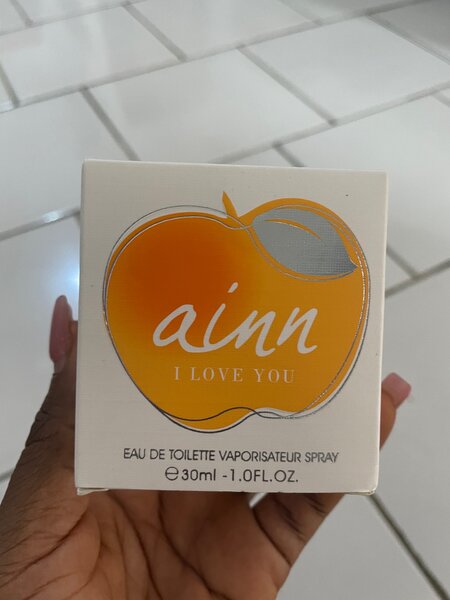 ainn
I LOVE YOU
EAU DE TOILETTE VAPORISATEUR SPRAY
℮30ml -1.0FL.OZ.